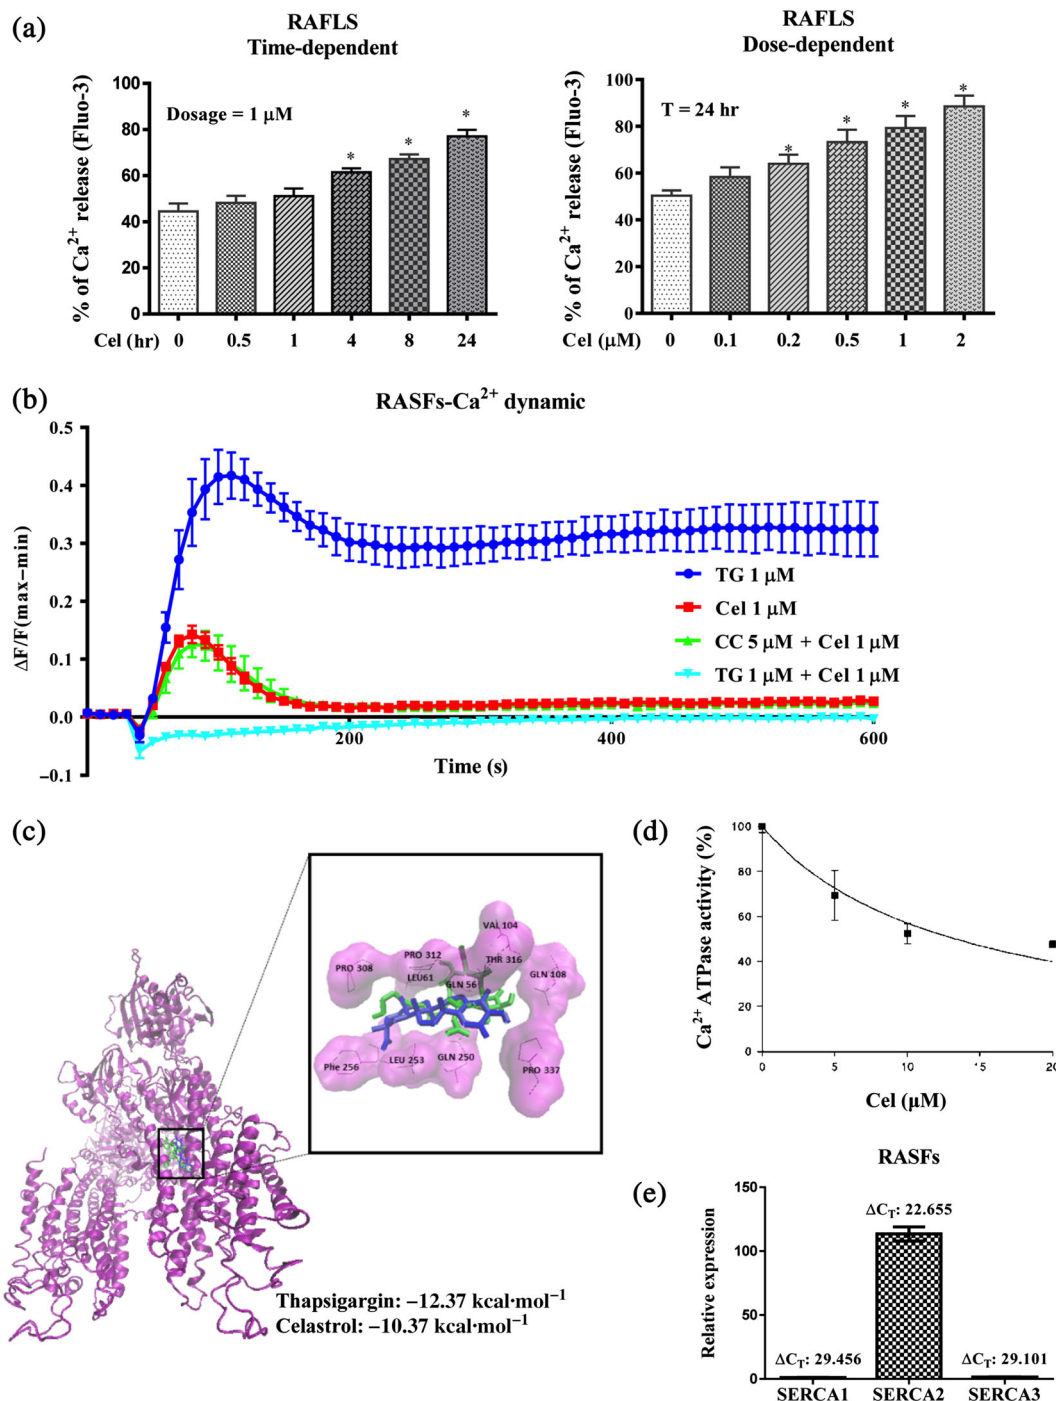 (a)
RAFLS
Time-dependent
% of Ca²⁺ release (Fluo-3)
100
80
60
40
20
0
Dosage = 1 μM
* * *
Cel (hr) 0 0.5 1 4 8 24
RAFLS
Dose-dependent
% of Ca²⁺ release (Fluo-3)
100
80
60
40
20
0
T = 24 hr
* * * *
Cel (μM) 0 0.1 0.2 0.5 1 2
(b)
RASFs-Ca²⁺ dynamic
ΔF/F(max−min)
0.5
0.4
0.3
0.2
0.1
0.0
−0.1
TG 1 μM
Cel 1 μM
CC 5 μM + Cel 1 μM
TG 1 μM + Cel 1 μM
200 400 600
Time (s)
(c)
VAL 104
PRO 312
THR 316
PRO 308
LEU61
GLN 56
GLN 108
Phe 256
LEU 253
GLN 250
PRO 337
Thapsigargin: −12.37 kcal·mol⁻¹
Celastrol: −10.37 kcal·mol⁻¹
(d)
Ca²⁺ ATPase activity (%)
100
80
60
40
20
0
0 5 10 15 20
Cel (μM)
(e)
RASFs
Relative expression
150
100
50
0
ΔC_T: 29.456
ΔC_T: 22.655
ΔC_T: 29.101
SERCA1 SERCA2 SERCA3